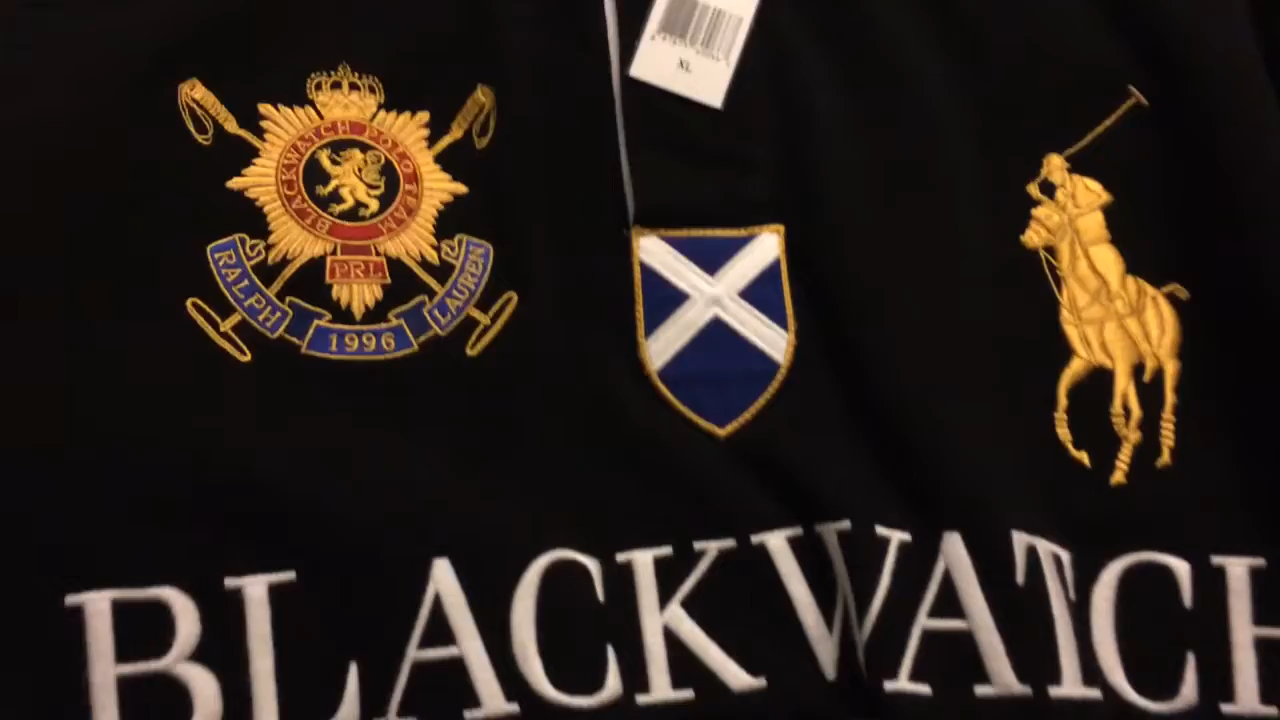 XL
BLACKWATCH POLO TEAM
PRL
RALPH 1996 LAUREN
BLACKWATCH